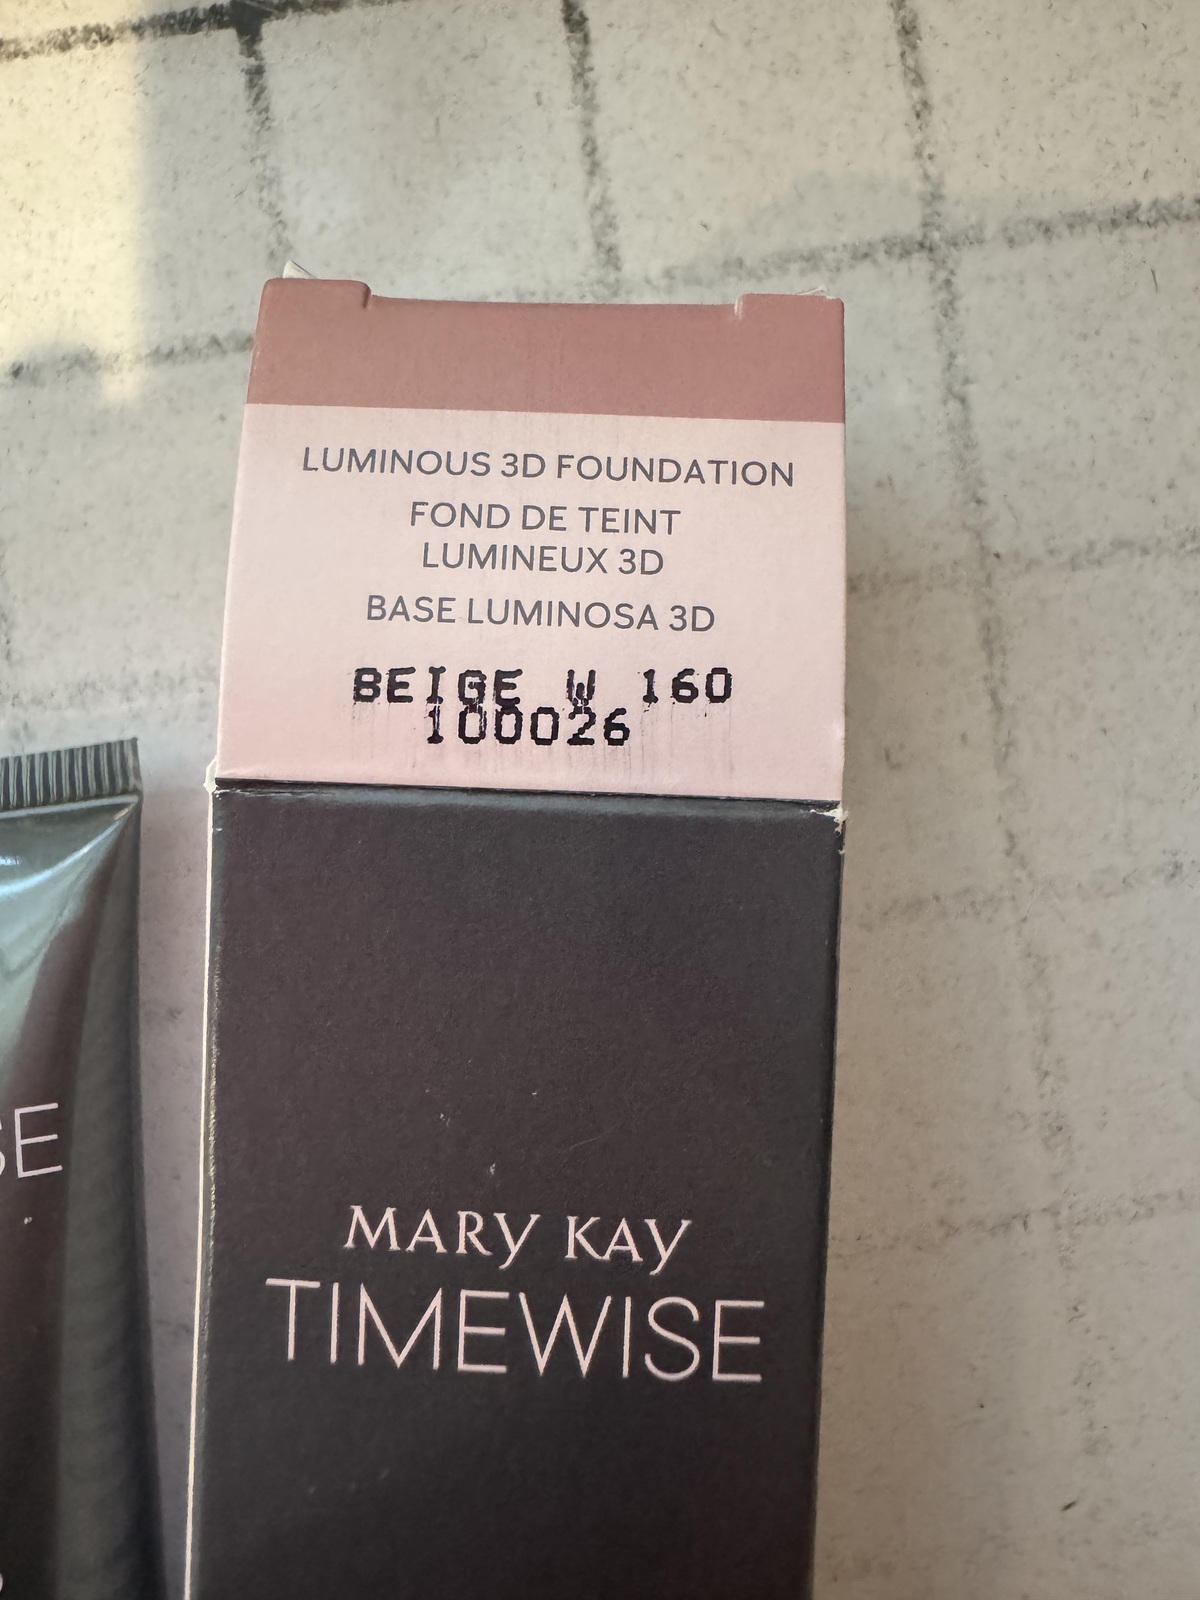 LUMINOUS 3D FOUNDATION
FOND DE TEINT
LUMINEUX 3D
BASE LUMINOSA 3D
BEIGE W 160
100026
SE
MARY KAY
TIMEWISE